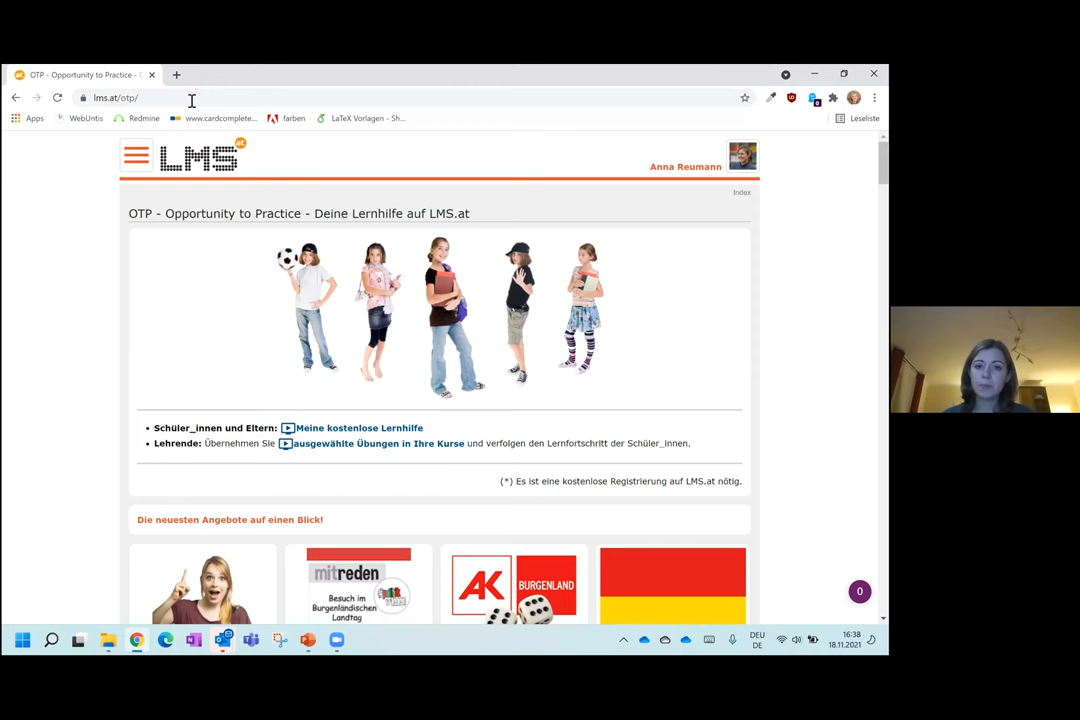 OTP - Opportunity to Practice -
lms.at/otp/
Apps WebUntis Redmine www.cardcomplete... farben LaTeX Vorlagen - Sh... Leseliste
LMS at
Anna Reumann
Index
OTP - Opportunity to Practice - Deine Lernhilfe auf LMS.at
• Schüler_innen und Eltern: Meine kostenlose Lernhilfe
• Lehrende: Übernehmen Sie ausgewählte Übungen in Ihre Kurse und verfolgen den Lernfortschritt der Schüler_innen.
(*) Es ist eine kostenlose Registrierung auf LMS.at nötig.
Die neuesten Angebote auf einen Blick!
mitreden
Besuch im
Burgenländischen
Landtag
AK BURGENLAND
0
DEU
DE
16:38
18.11.2021